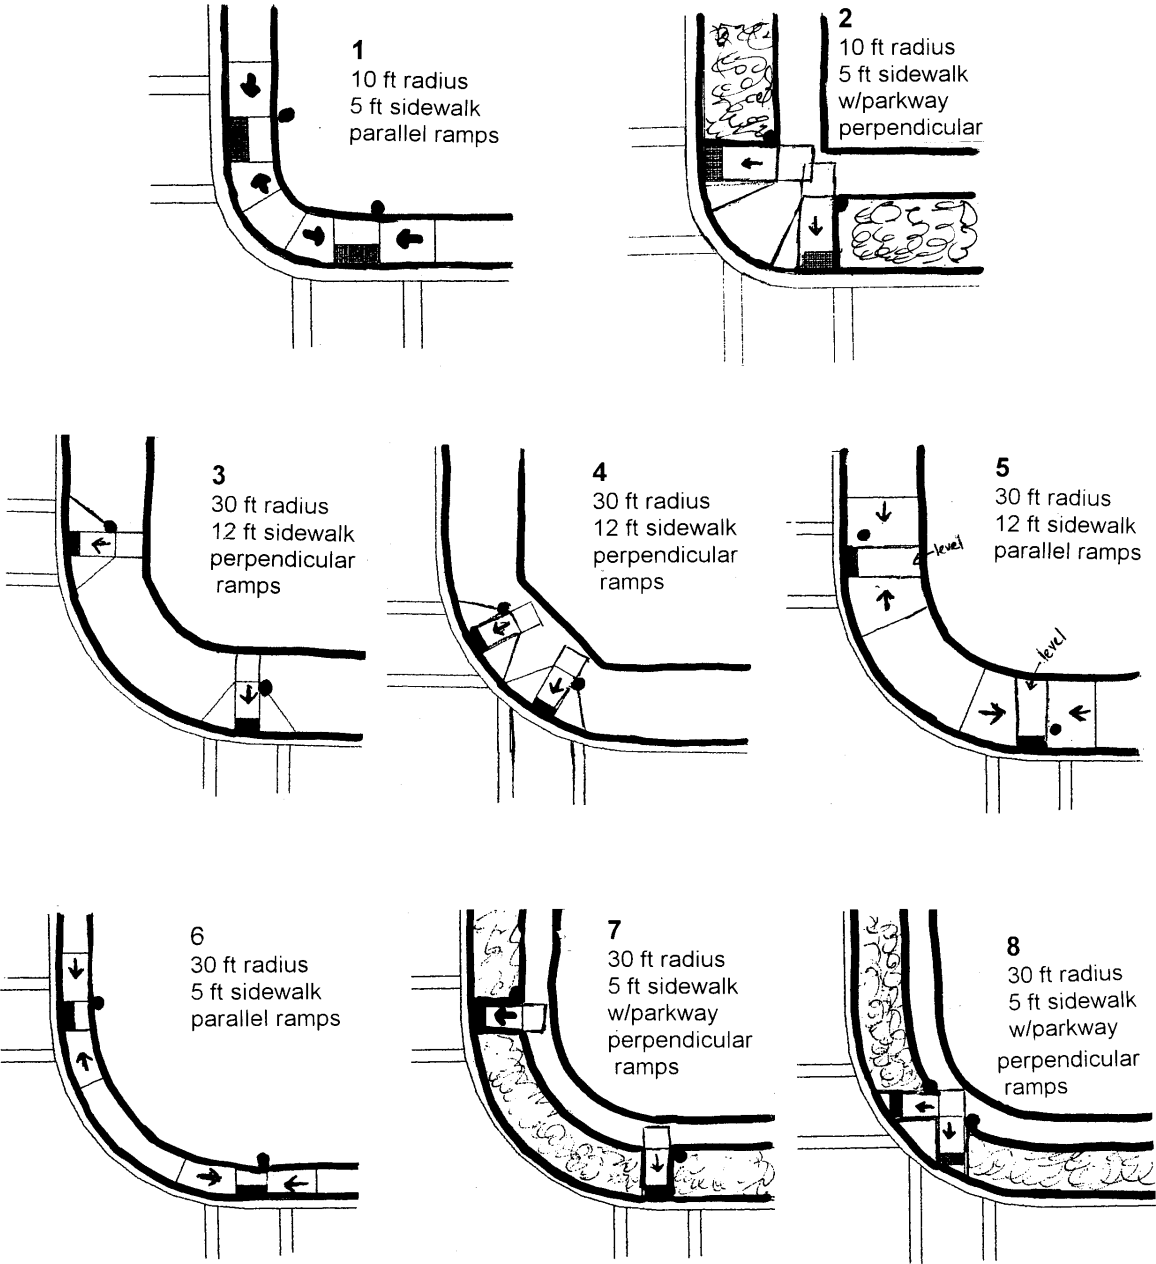 1
10 ft radius
5 ft sidewalk
parallel ramps
2
10 ft radius
5 ft sidewalk
w/parkway
perpendicular
3
30 ft radius
12 ft sidewalk
perpendicular
ramps
4
30 ft radius
12 ft sidewalk
perpendicular
ramps
5
30 ft radius
12 ft sidewalk
parallel ramps
level
level
6
30 ft radius
5 ft sidewalk
parallel ramps
7
30 ft radius
5 ft sidewalk
w/parkway
perpendicular
ramps
8
30 ft radius
5 ft sidewalk
w/parkway
perpendicular
ramps